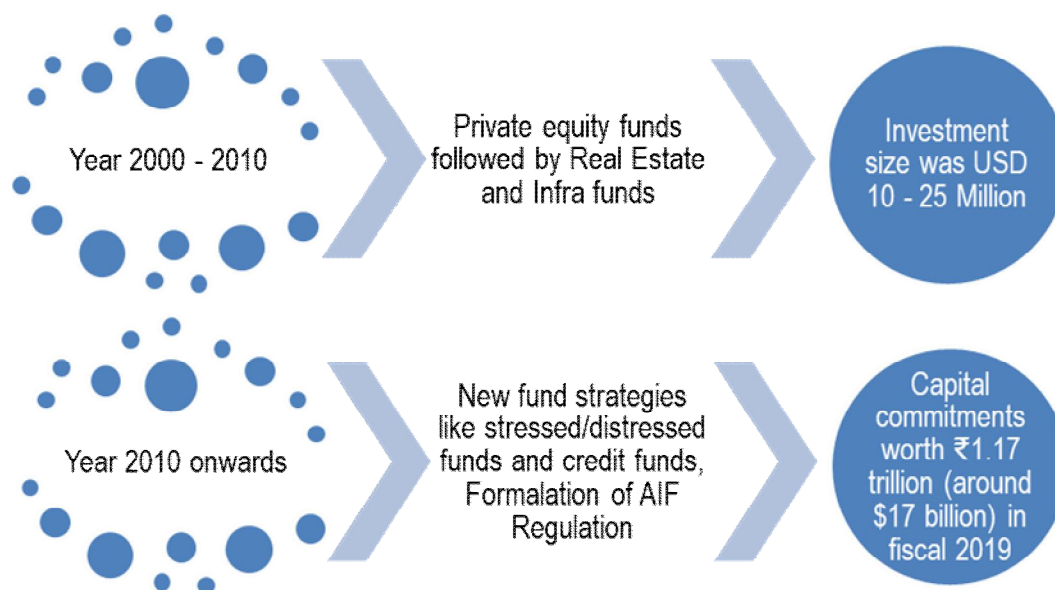 Year 2000 - 2010
Private equity funds
followed by Real Estate
and Infra funds
Investment
size was USD
10 - 25 Million
Year 2010 onwards
New fund strategies
like stressed/distressed
funds and credit funds,
Formalation of AIF
Regulation
Capital
commitments
worth ₹1.17
trillion (around
$17 billion) in
fiscal 2019